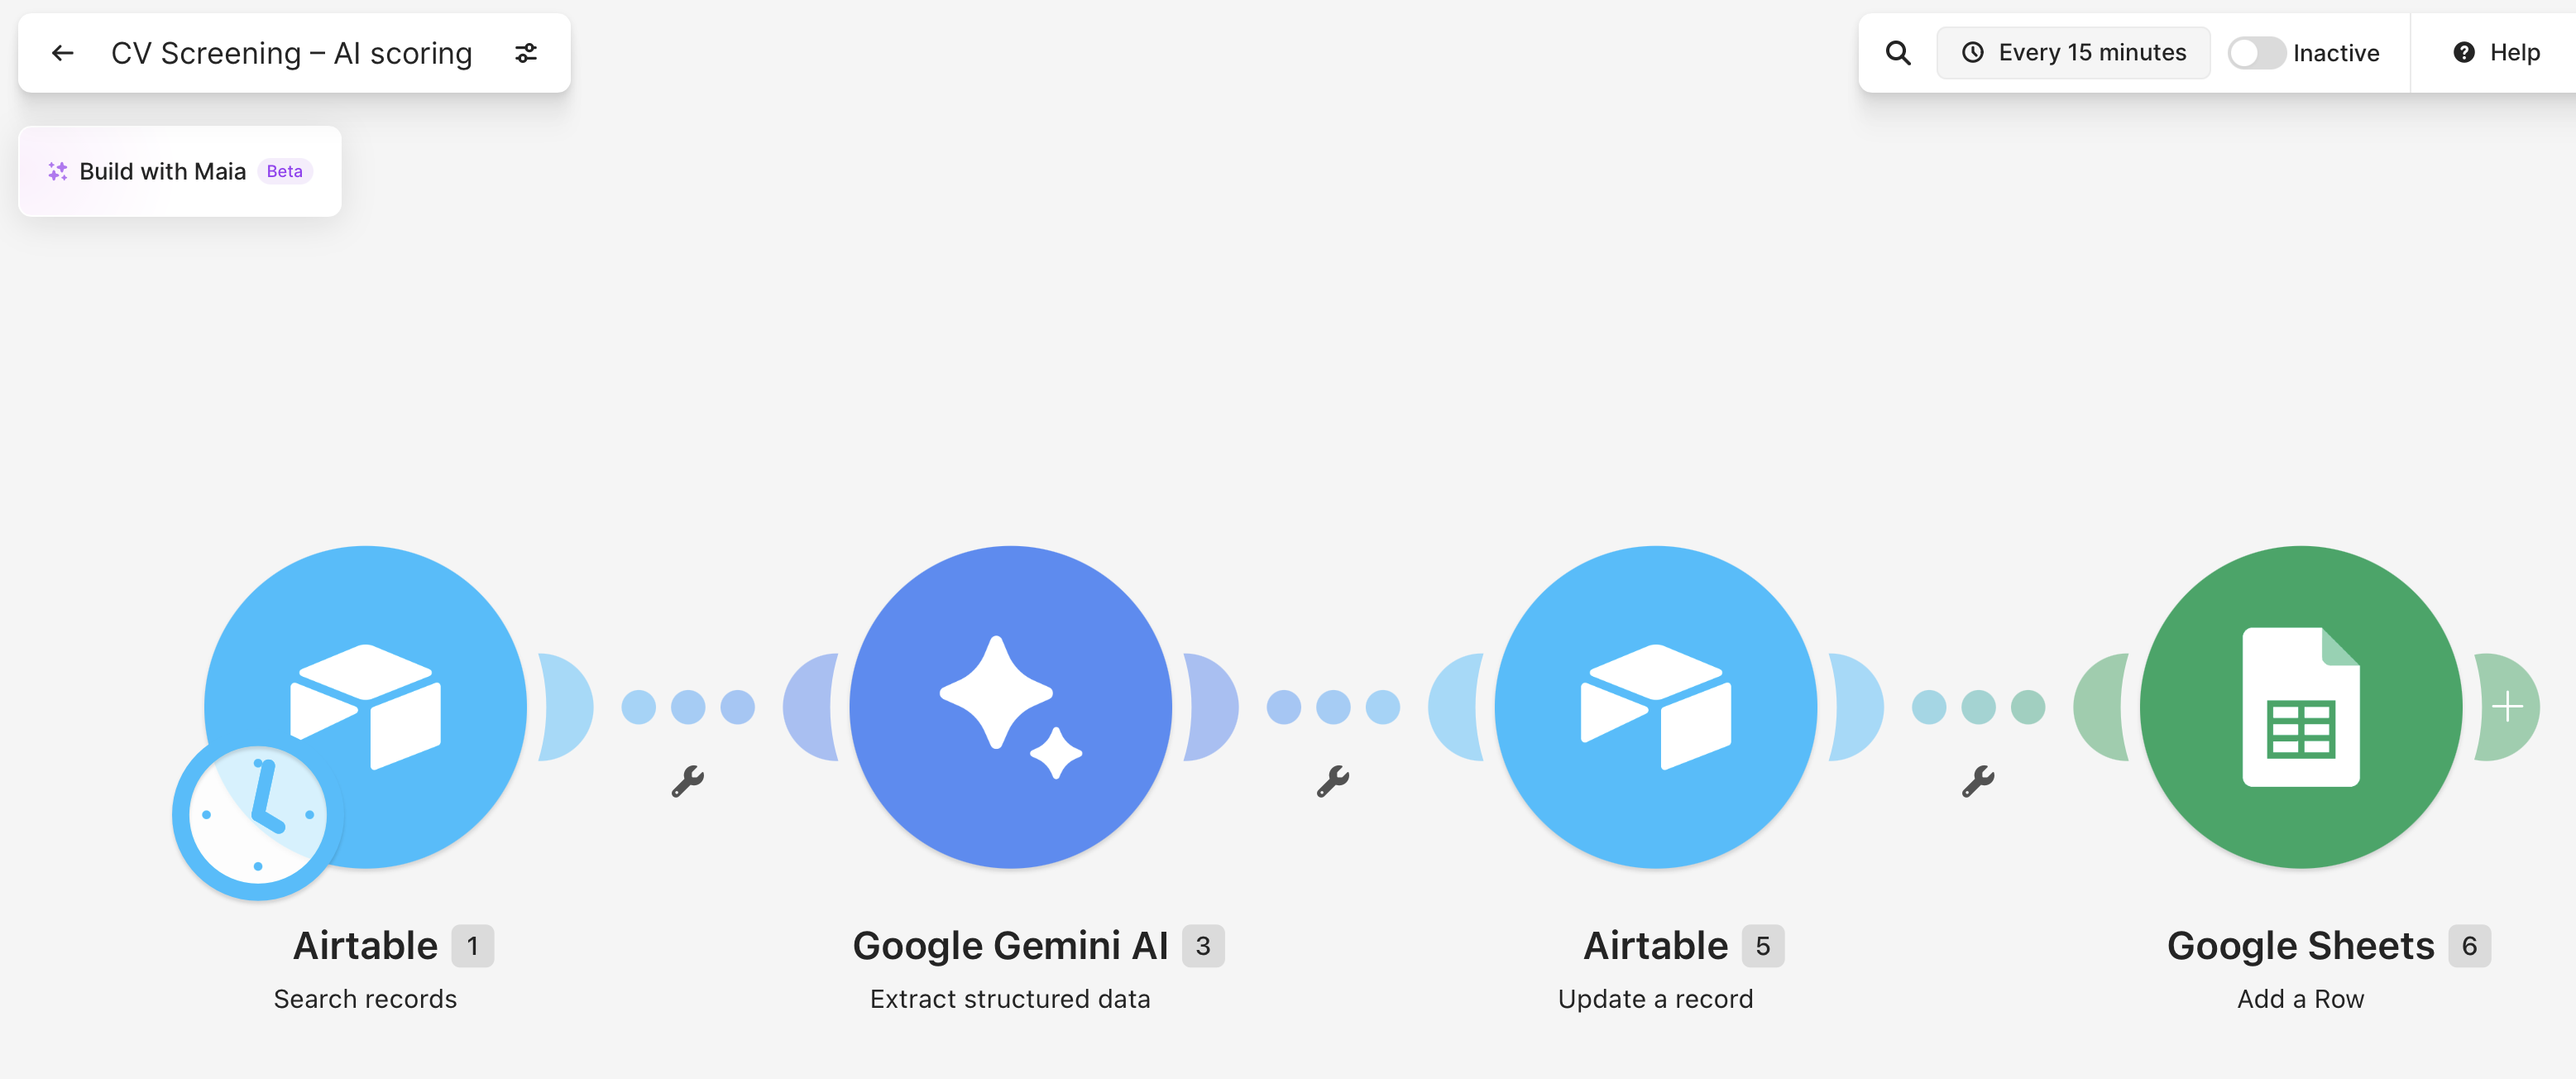 CV Screening – AI scoring
Every 15 minutes
Inactive
Help
Build with Maia Beta
Airtable 1
Search records
Google Gemini AI 3
Extract structured data
Airtable 5
Update a record
Google Sheets 6
Add a Row